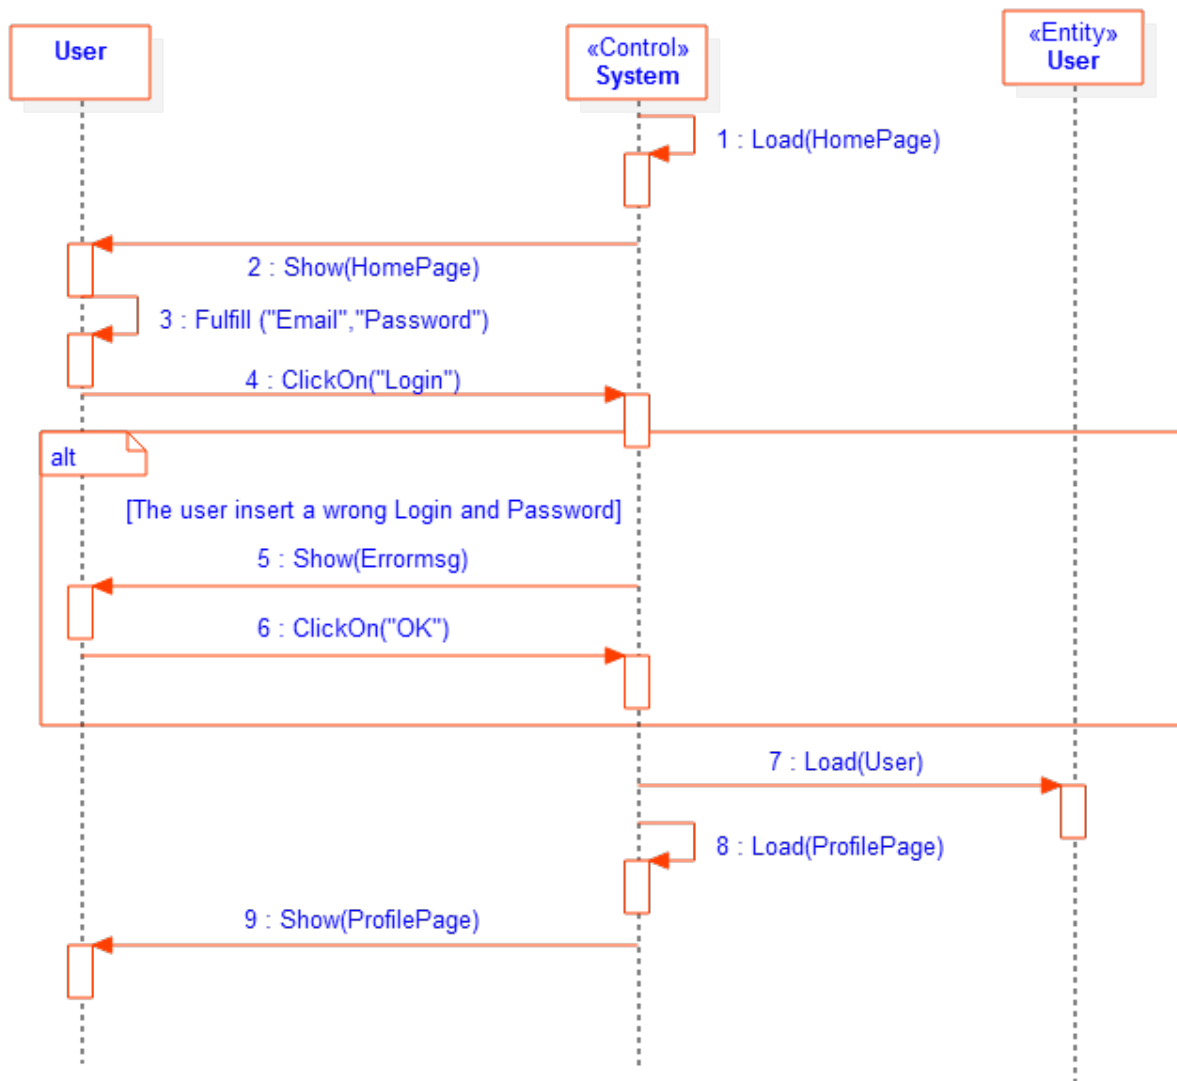 User
«Control»
System
«Entity»
User
1 : Load(HomePage)
2 : Show(HomePage)
3 : Fulfill ("Email","Password")
4 : ClickOn("Login")
alt
[The user insert a wrong Login and Password]
5 : Show(Errormsg)
6 : ClickOn("OK")
7 : Load(User)
8 : Load(ProfilePage)
9 : Show(ProfilePage)